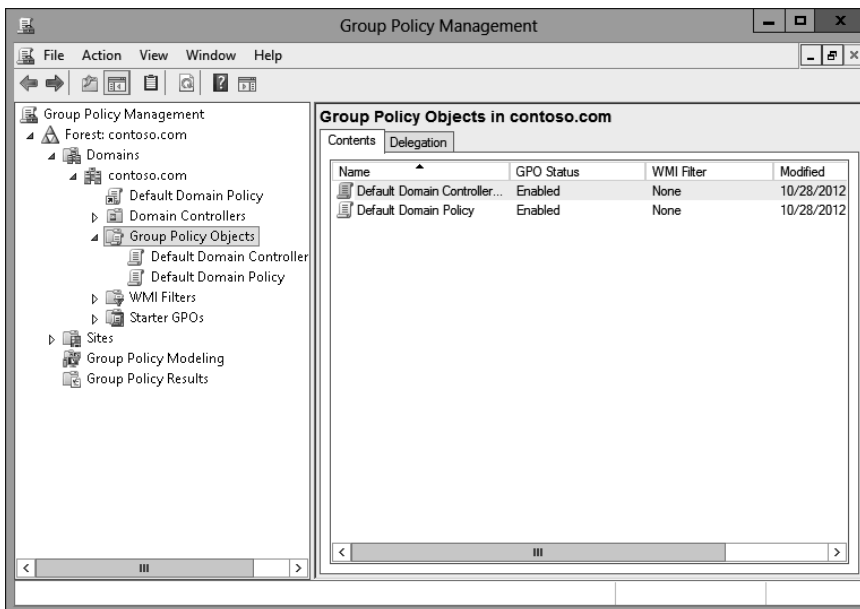 Group Policy Management
File Action View Window Help
Group Policy Management
Forest: contoso.com
Domains
contoso.com
Default Domain Policy
Domain Controllers
Group Policy Objects
Default Domain Controller
Default Domain Policy
WMI Filters
Starter GPOs
Sites
Group Policy Modeling
Group Policy Results
Group Policy Objects in contoso.com
Contents Delegation
Name GPO Status WMI Filter Modified
Default Domain Controller... Enabled None 10/28/2012
Default Domain Policy Enabled None 10/28/2012